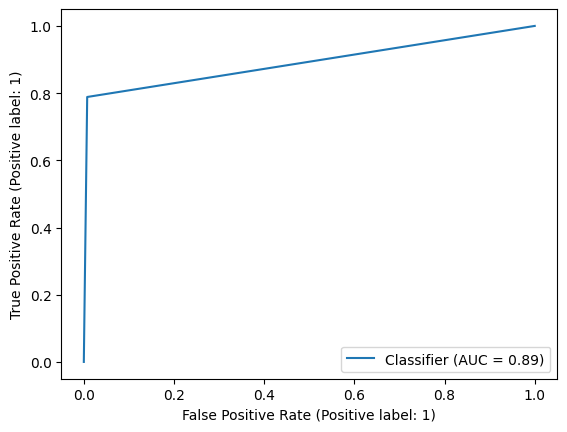 True Positive Rate (Positive label: 1)
1.0
0.8
0.6
0.4
0.2
0.0
Classifier (AUC = 0.89)
0.0 0.2 0.4 0.6 0.8 1.0
False Positive Rate (Positive label: 1)